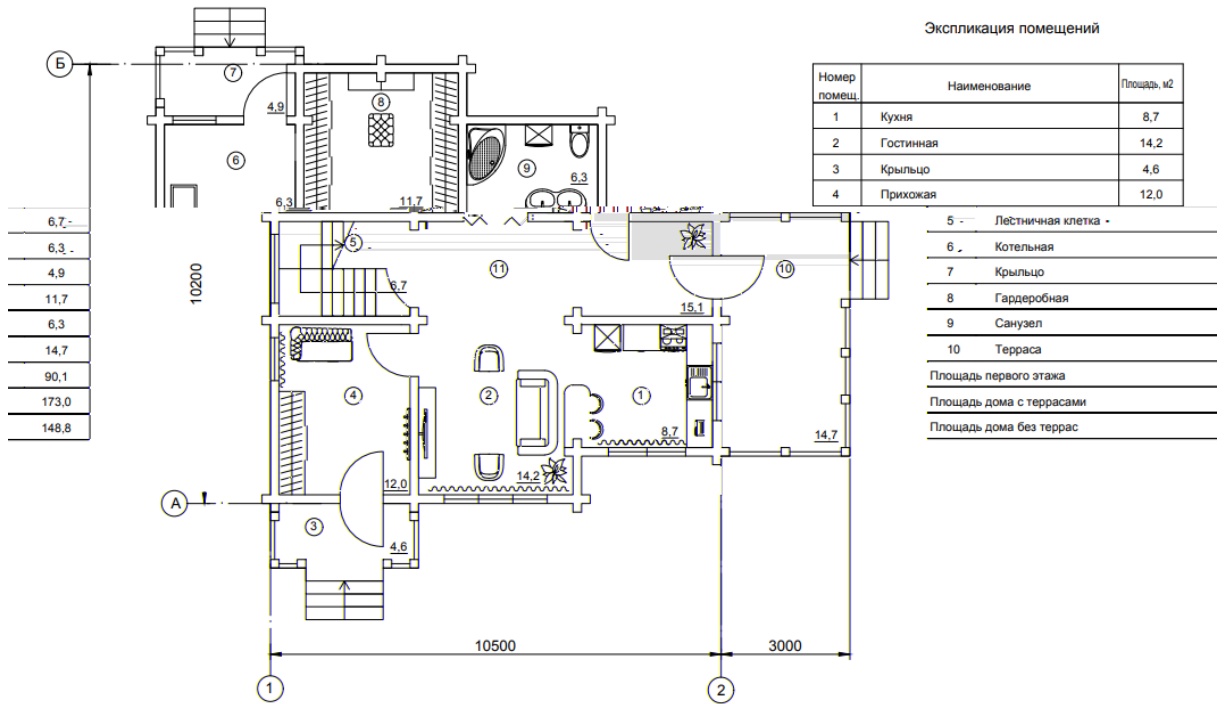 Экспликация помещений
Номер помещ. Наименование Площадь, м2
1 Кухня 8,7
2 Гостинная 14,2
3 Крыльцо 4,6
4 Прихожая 12,0
5 - Лестничная клетка -
6 Котельная
7 Крыльцо
8 Гардеробная
9 Санузел
10 Терраса
Площадь первого этажа
Площадь дома с террасами
Площадь дома без террас
6,7 -
6,3 -
4,9
11,7
6,3
14,7
90,1
173,0
148,8
Б
7
4,9
8
6
9
6,3
6,3
11,7
5
11
10
6,7
15,1
10200
4
2
1
8,7
14,7
12,0
14,2
А
3
4,6
10500
3000
1
2